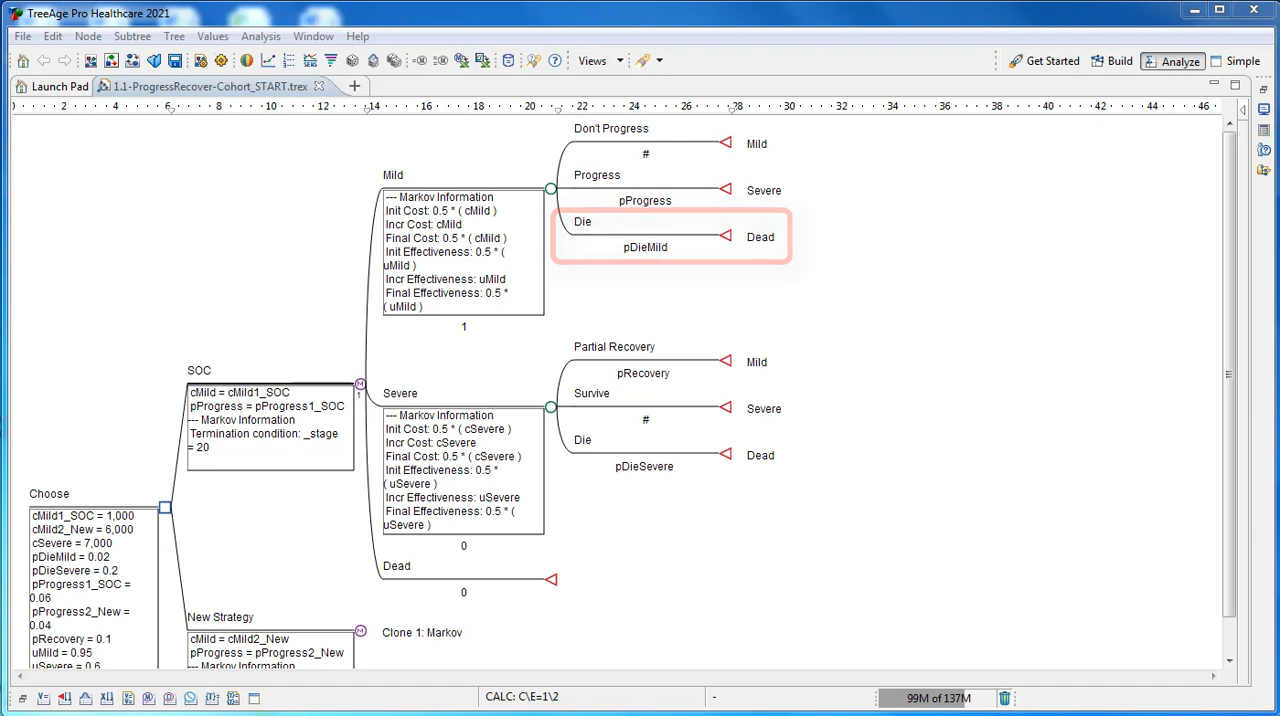 TreeAge Pro Healthcare 2021
File Edit Node Subtree Tree Values Analysis Window Help
Views Get Started Build Analyze Simple
Launch Pad 1.1-ProgressRecover-Cohort_START.trex
0 2 4 6 8 10 12 14 16 18 20 22 24 26 28 30 32 34 36 38 40 42 44 46
Don't Progress
#
Mild
Progress
pProgress
Severe
Die
pDieMild
Dead
Mild
--- Markov Information
Init Cost: 0.5 * ( cMild )
Incr Cost: cMild
Final Cost: 0.5 * ( cMild )
Init Effectiveness: 0.5 * (
uMild )
Incr Effectiveness: uMild
Final Effectiveness: 0.5 *
( uMild )
1
Partial Recovery
pRecovery
Mild
Survive
#
Severe
Die
pDieSevere
Dead
SOC
M
1
cMild = cMild1_SOC
pProgress = pProgress1_SOC
--- Markov Information
Termination condition: _stage
= 20
Severe
--- Markov Information
Init Cost: 0.5 * ( cSevere )
Incr Cost: cSevere
Final Cost: 0.5 * ( cSevere )
Init Effectiveness: 0.5 *
( uSevere )
Incr Effectiveness: uSevere
Final Effectiveness: 0.5 * (
uSevere )
0
Dead
0
Choose
cMild1_SOC = 1,000
cMild2_New = 6,000
cSevere = 7,000
pDieMild = 0.02
pDieSevere = 0.2
pProgress1_SOC =
0.06
pProgress2_New =
0.04
pRecovery = 0.1
uMild = 0.95
uSevere = 0.6
New Strategy
M
Clone 1: Markov
cMild = cMild2_New
pProgress = pProgress2_New
--- Markov Information
CALC: C\E=1\2
-
99M of 137M